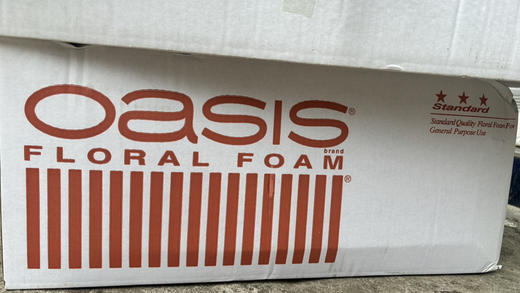 OASIS®
brand
FLORAL FOAM
®
★ ★ ★
Standard
Standard Quality Floral Foam For
General Purpose Use